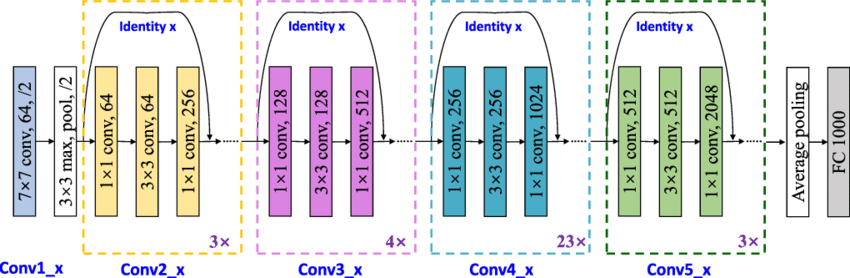 Identity x
Identity x
Identity x
Identity x
7×7 conv, 64, /2
3×3 max, pool, /2
1×1 conv, 64
3×3 conv, 64
1×1 conv, 256
1×1 conv, 128
3×3 conv, 128
1×1 conv, 512
1×1 conv, 256
3×3 conv, 256
1×1 conv, 1024
1×1 conv, 512
3×3 conv, 512
1×1 conv, 2048
Average pooling
FC 1000
3×
4×
23×
3×
Conv1_x
Conv2_x
Conv3_x
Conv4_x
Conv5_x